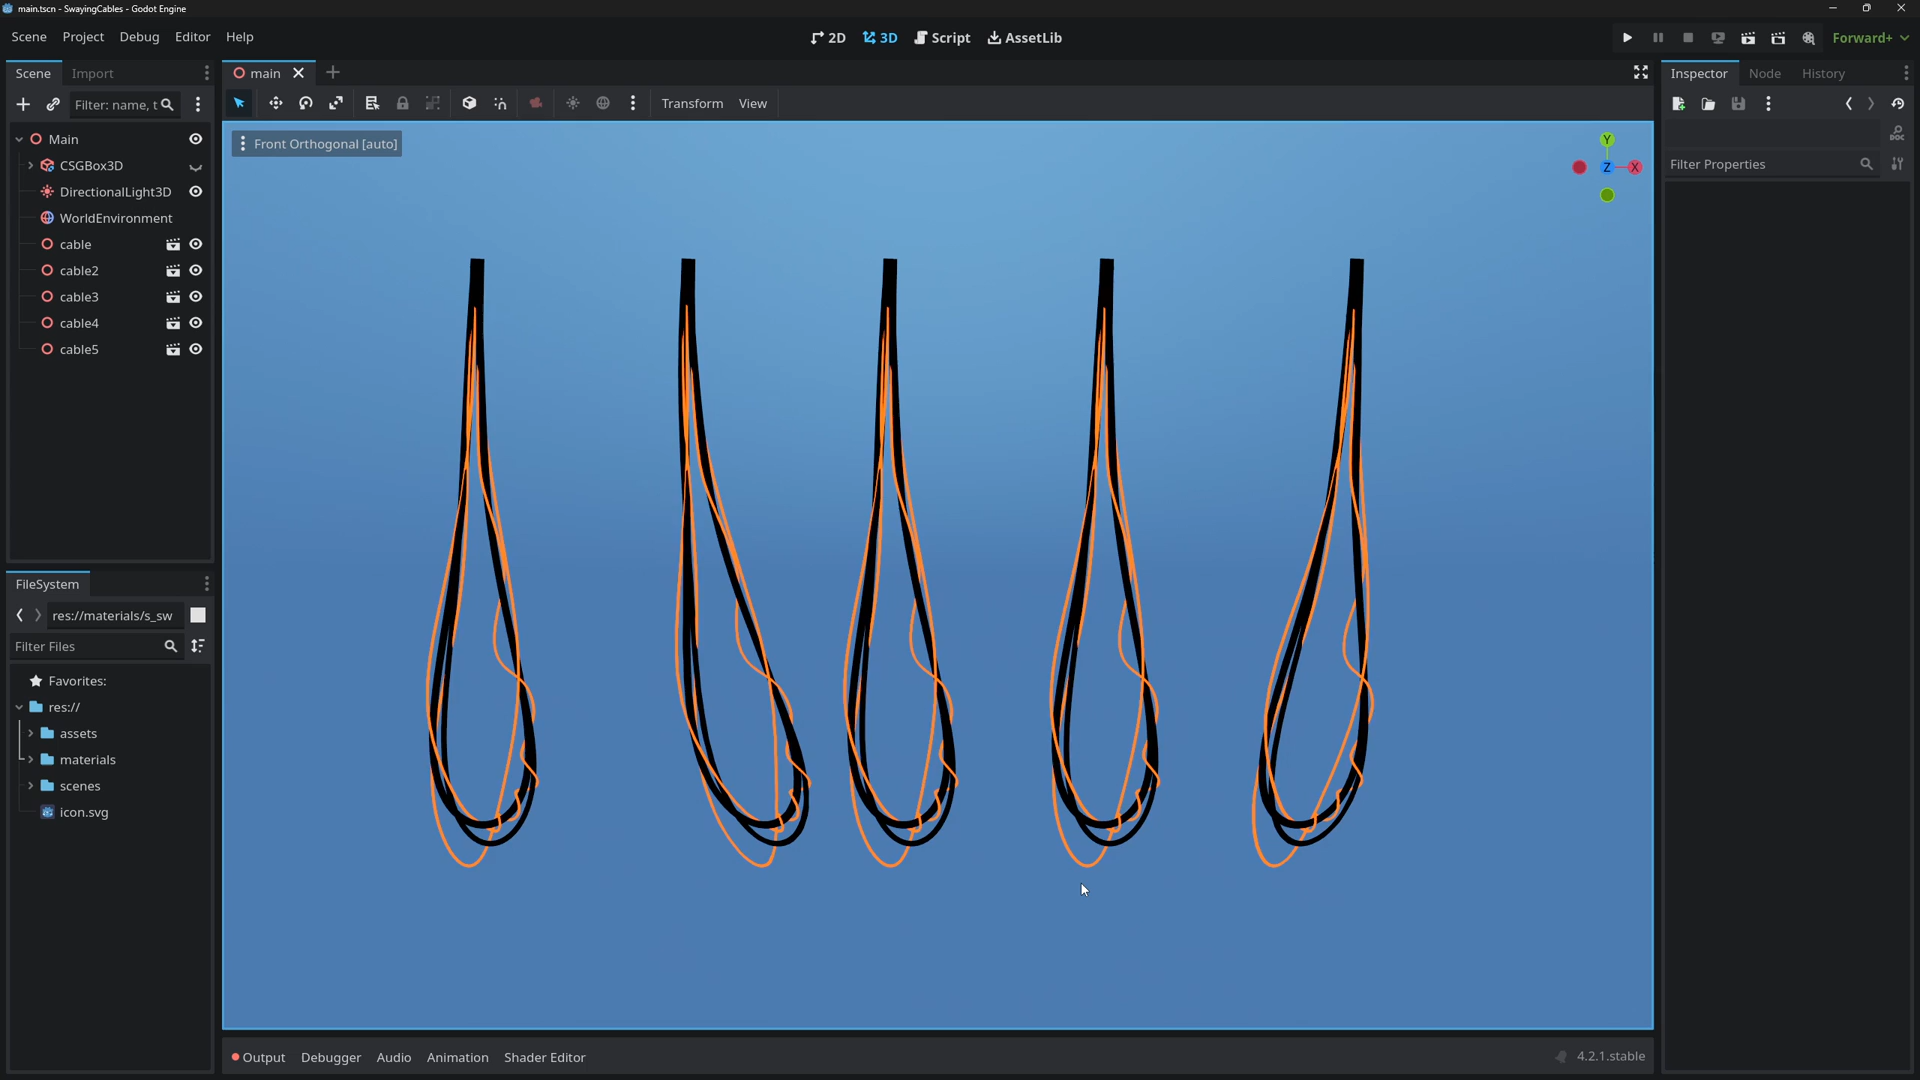 main.tscn - SwayingCables - Godot Engine
Scene Project Debug Editor Help
2D 3D Script AssetLib
Forward+
Scene Import
main
Inspector Node History
Filter: name, t
Transform View
Front Orthogonal [auto]
Y
Z X
DOC
Filter Properties
Main
CSGBox3D
DirectionalLight3D
WorldEnvironment
cable
cable2
cable3
cable4
cable5
FileSystem
res://materials/s_sw
Filter Files
Favorites:
res://
assets
materials
scenes
icon.svg
Output Debugger Audio Animation Shader Editor
4.2.1.stable